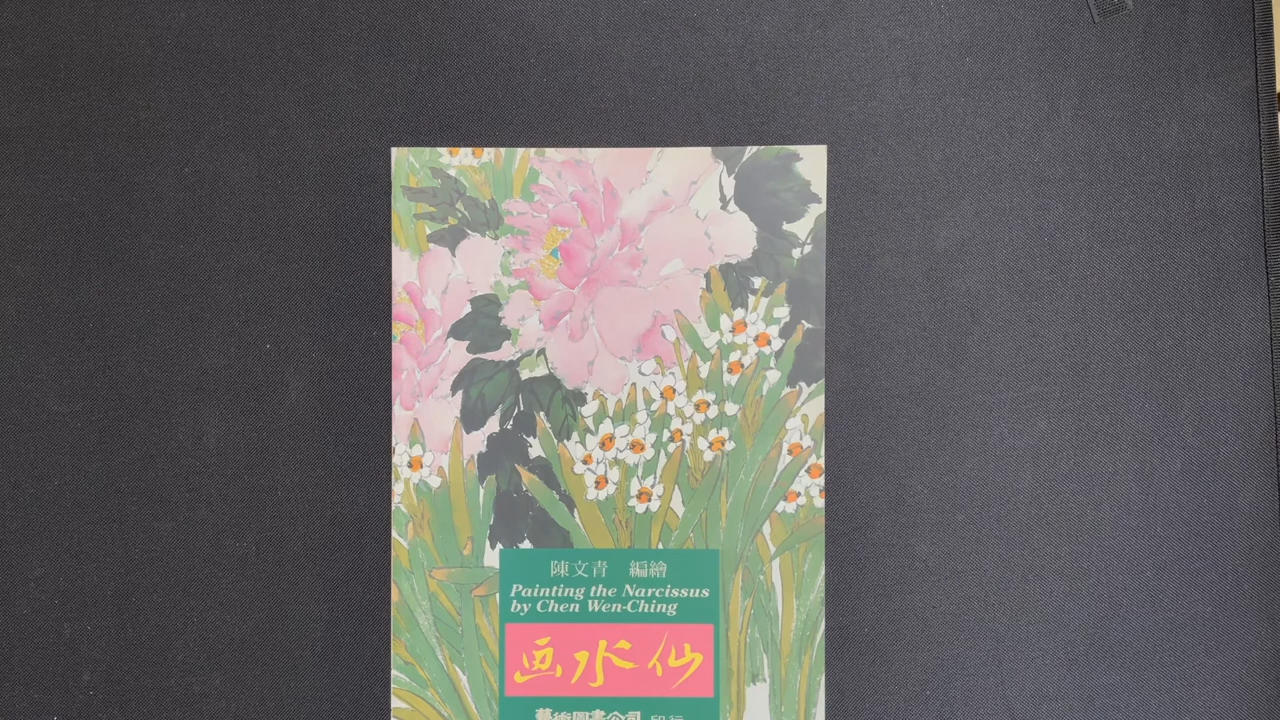 陳文青 編繪
Painting the Narcissus
by Chen Wen-Ching
画水仙
藝術圖書公司 印行